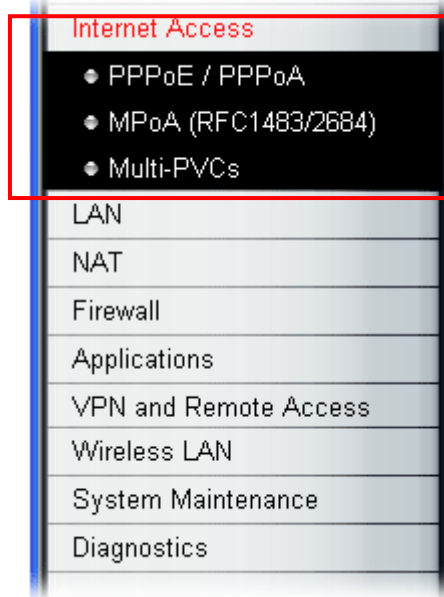 Internet Access
PPPoE / PPPoA
MPoA (RFC1483/2684)
Multi-PVCs
LAN
NAT
Firewall
Applications
VPN and Remote Access
Wireless LAN
System Maintenance
Diagnostics